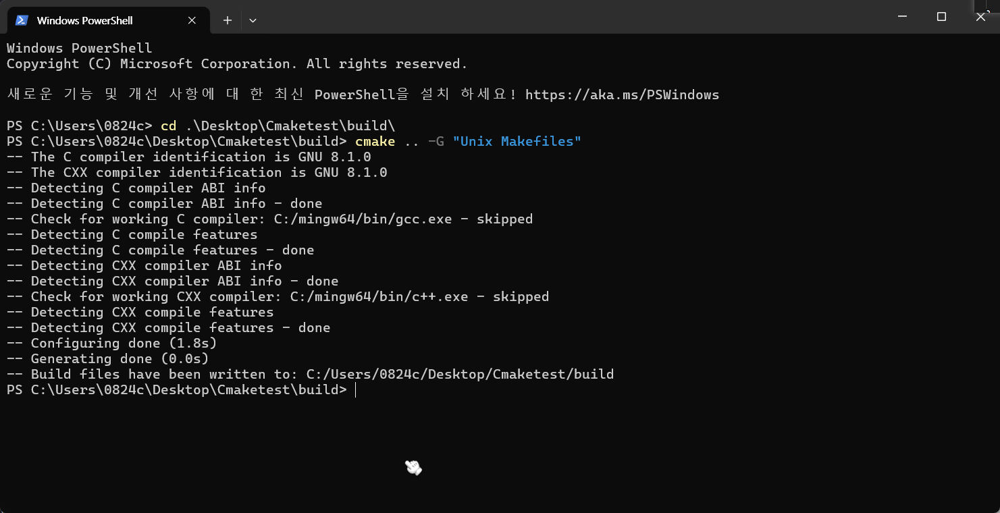 Windows PowerShell
Windows PowerShell
Copyright (C) Microsoft Corporation. All rights reserved.
새로운 기능 및 개선 사항에 대 한 최신 PowerShell을 설치 하세요! https://aka.ms/PSWindows
PS C:\Users\0824c> cd .\Desktop\Cmaketest\build\
PS C:\Users\0824c\Desktop\Cmaketest\build> cmake .. -G "Unix Makefiles"
-- The C compiler identification is GNU 8.1.0
-- The CXX compiler identification is GNU 8.1.0
-- Detecting C compiler ABI info
-- Detecting C compiler ABI info - done
-- Check for working C compiler: C:/mingw64/bin/gcc.exe - skipped
-- Detecting C compile features
-- Detecting C compile features - done
-- Detecting CXX compiler ABI info
-- Detecting CXX compiler ABI info - done
-- Check for working CXX compiler: C:/mingw64/bin/c++.exe - skipped
-- Detecting CXX compile features
-- Detecting CXX compile features - done
-- Configuring done (1.8s)
-- Generating done (0.0s)
-- Build files have been written to: C:/Users/0824c/Desktop/Cmaketest/build
PS C:\Users\0824c\Desktop\Cmaketest\build>